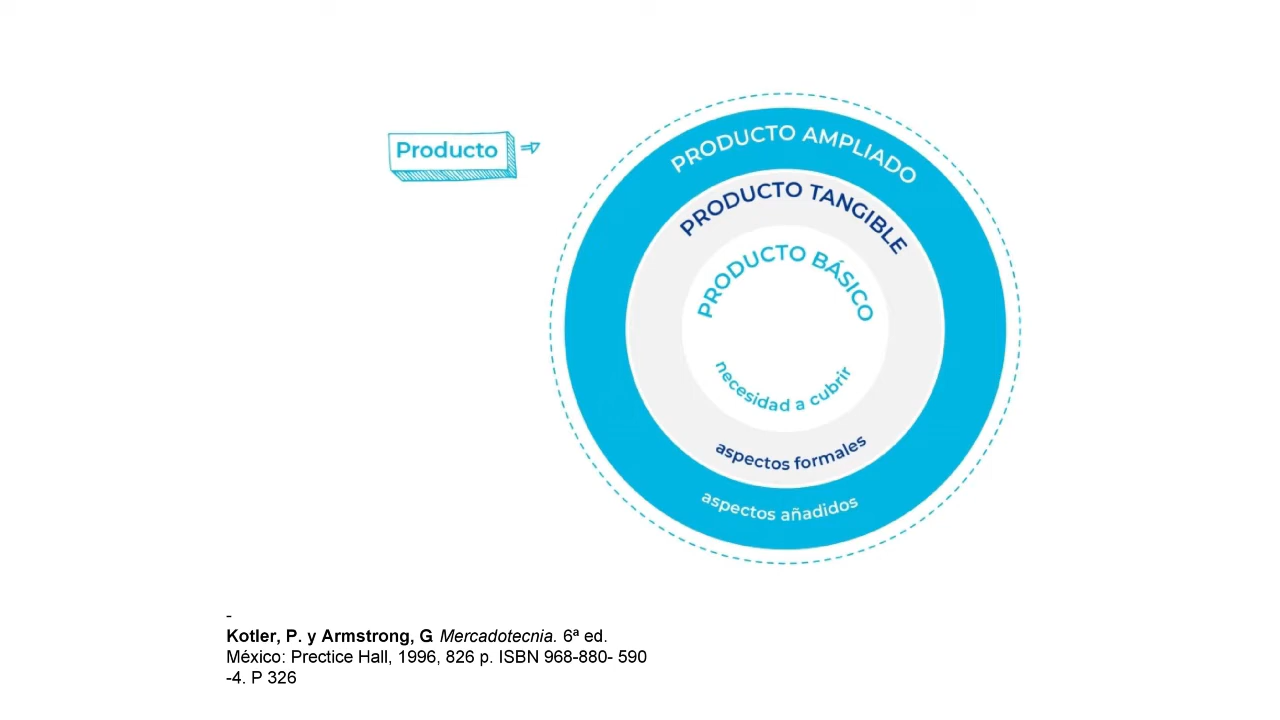 Producto
PRODUCTO AMPLIADO
PRODUCTO TANGIBLE
PRODUCTO BÁSICO
necesidad a cubrir
aspectos formales
aspectos añadidos
-
Kotler, P. y Armstrong, G. Mercadotecnia. 6ª ed.
México: Prectice Hall, 1996, 826 p. ISBN 968-880- 590
-4. P 326